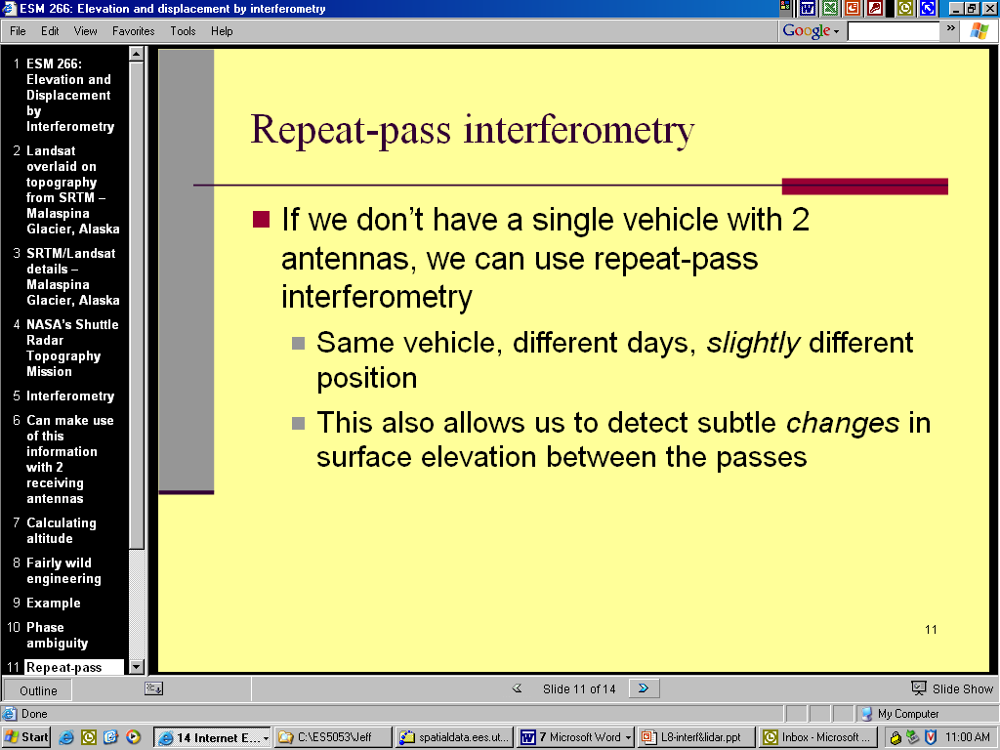 ESM 266: Elevation and displacement by interferometry
File Edit View Favorites Tools Help
Google
»
1 ESM 266:
Elevation and
Displacement
by
Interferometry
2 Landsat
overlaid on
topography
from SRTM –
Malaspina
Glacier, Alaska
3 SRTM/Landsat
details –
Malaspina
Glacier, Alaska
4 NASA's Shuttle
Radar
Topography
Mission
5 Interferometry
6 Can make use
of this
information
with 2
receiving
antennas
7 Calculating
altitude
8 Fairly wild
engineering
9 Example
10 Phase
ambiguity
11 Repeat-pass
Repeat-pass interferometry
If we don't have a single vehicle with 2
antennas, we can use repeat-pass
interferometry
Same vehicle, different days, slightly different
position
This also allows us to detect subtle changes in
surface elevation between the passes
11
Outline
Slide 11 of 14
Slide Show
Done
My Computer
Start
14 Internet E...
C:\ES5053\Jeff
spatialdata.ees.ut...
7 Microsoft Word
L8-interf&lidar.ppt
Inbox - Microsoft ...
11:00 AM